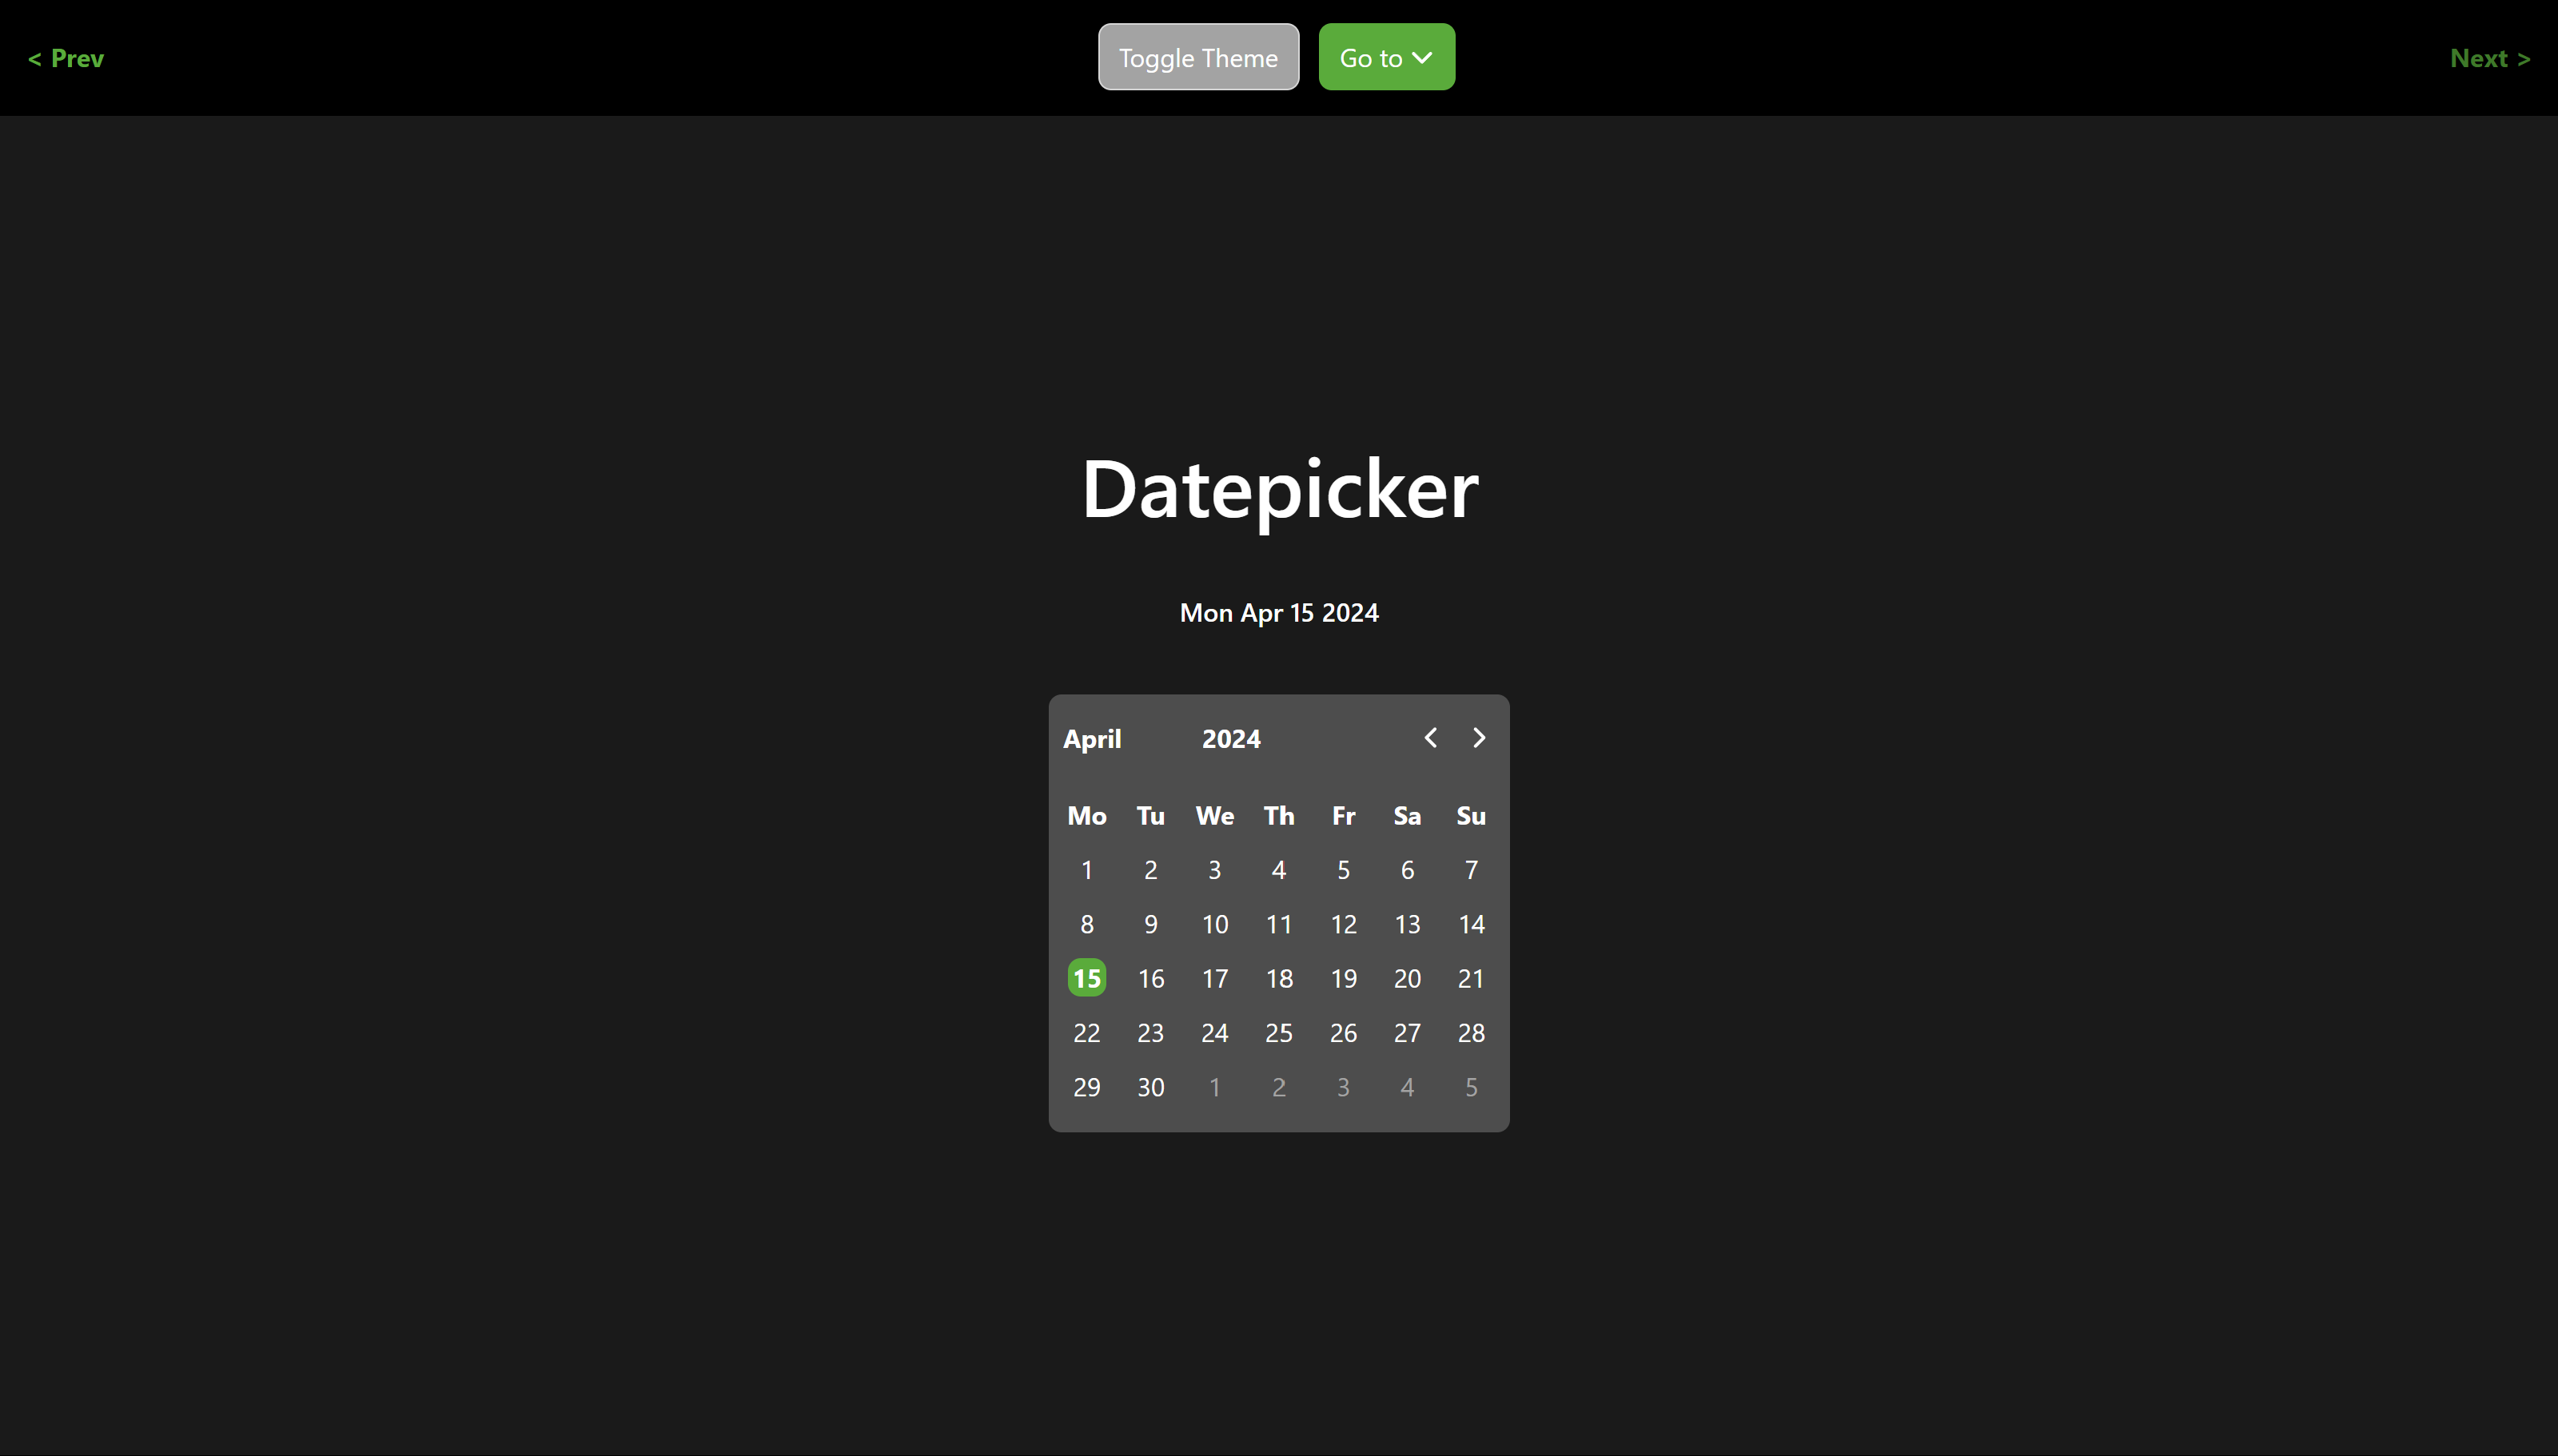 < Prev
Toggle Theme
Go to
Next >
Datepicker
Mon Apr 15 2024
April 2024
Mo Tu We Th Fr Sa Su
1 2 3 4 5 6 7
8 9 10 11 12 13 14
15 16 17 18 19 20 21
22 23 24 25 26 27 28
29 30 1 2 3 4 5